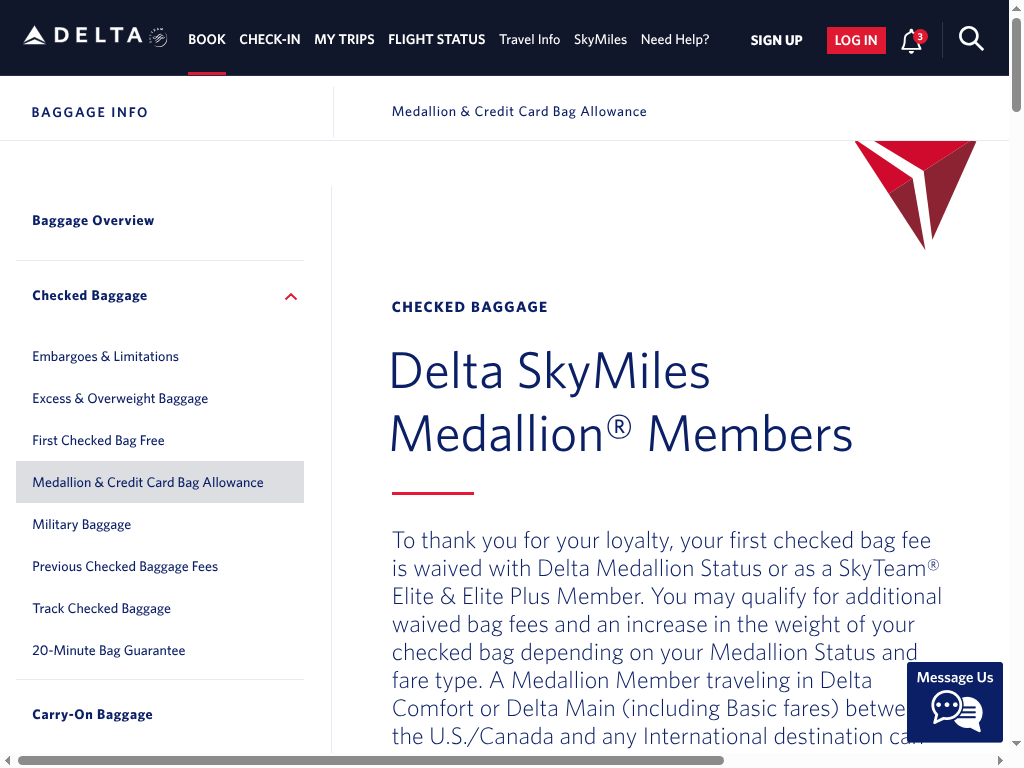 DELTA
BOOK CHECK-IN MY TRIPS FLIGHT STATUS Travel Info SkyMiles Need Help? SIGN UP LOG IN 3
BAGGAGE INFO
Medallion & Credit Card Bag Allowance
Baggage Overview
Checked Baggage
Embargoes & Limitations
Excess & Overweight Baggage
First Checked Bag Free
Medallion & Credit Card Bag Allowance
Military Baggage
Previous Checked Baggage Fees
Track Checked Baggage
20-Minute Bag Guarantee
Carry-On Baggage
CHECKED BAGGAGE
Delta SkyMiles
Medallion® Members
To thank you for your loyalty, your first checked bag fee
is waived with Delta Medallion Status or as a SkyTeam®
Elite & Elite Plus Member. You may qualify for additional
waived bag fees and an increase in the weight of your
checked bag depending on your Medallion Status and
fare type. A Medallion Member traveling in Delta
Comfort or Delta Main (including Basic fares)
the U.S./Canada and any International destination
Message Us